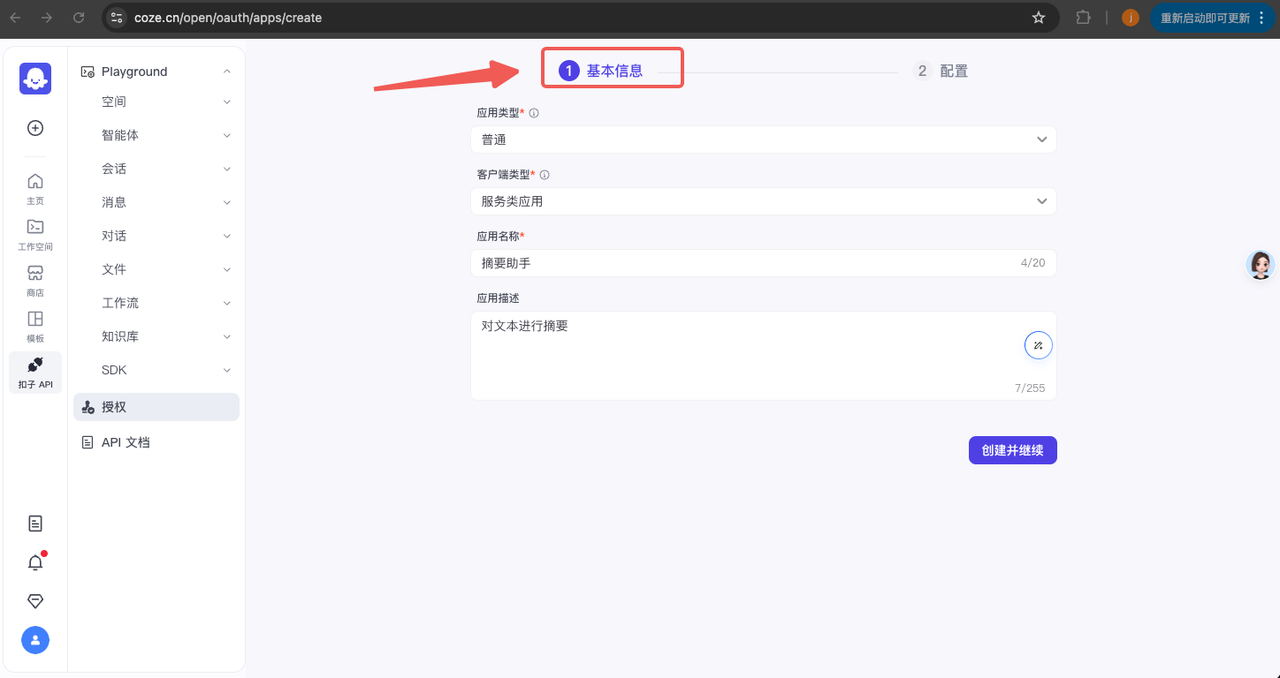 coze.cn/open/oauth/apps/create
重新启动即可更新
主页
工作空间
商店
模板
扣子 API
Playground
空间
智能体
会话
消息
对话
文件
工作流
知识库
SDK
授权
API 文档
1 基本信息
2 配置
应用类型*
普通
客户端类型*
服务类应用
应用名称*
摘要助手
4/20
应用描述
对文本进行摘要
7/255
创建并继续